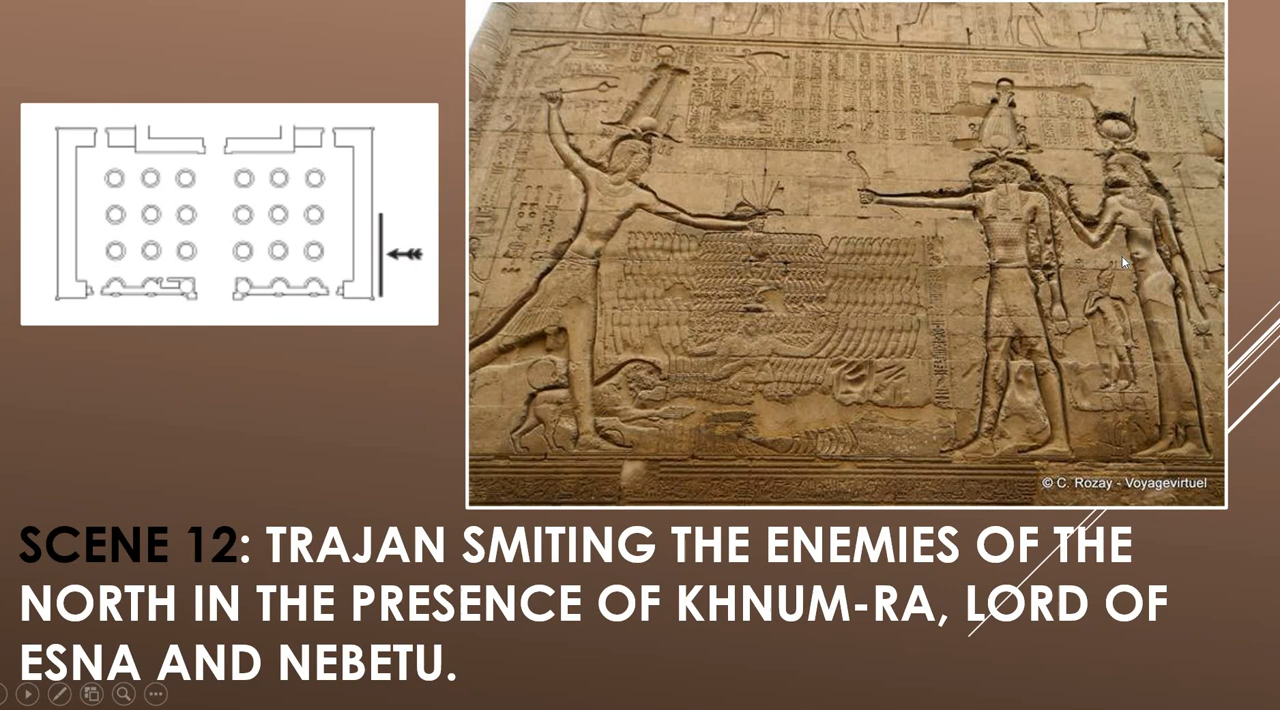 © C. Rozay - Voyagevirtuel
SCENE 12: TRAJAN SMITING THE ENEMIES OF THE
NORTH IN THE PRESENCE OF KHNUM-RA, LORD OF
ESNA AND NEBETU.